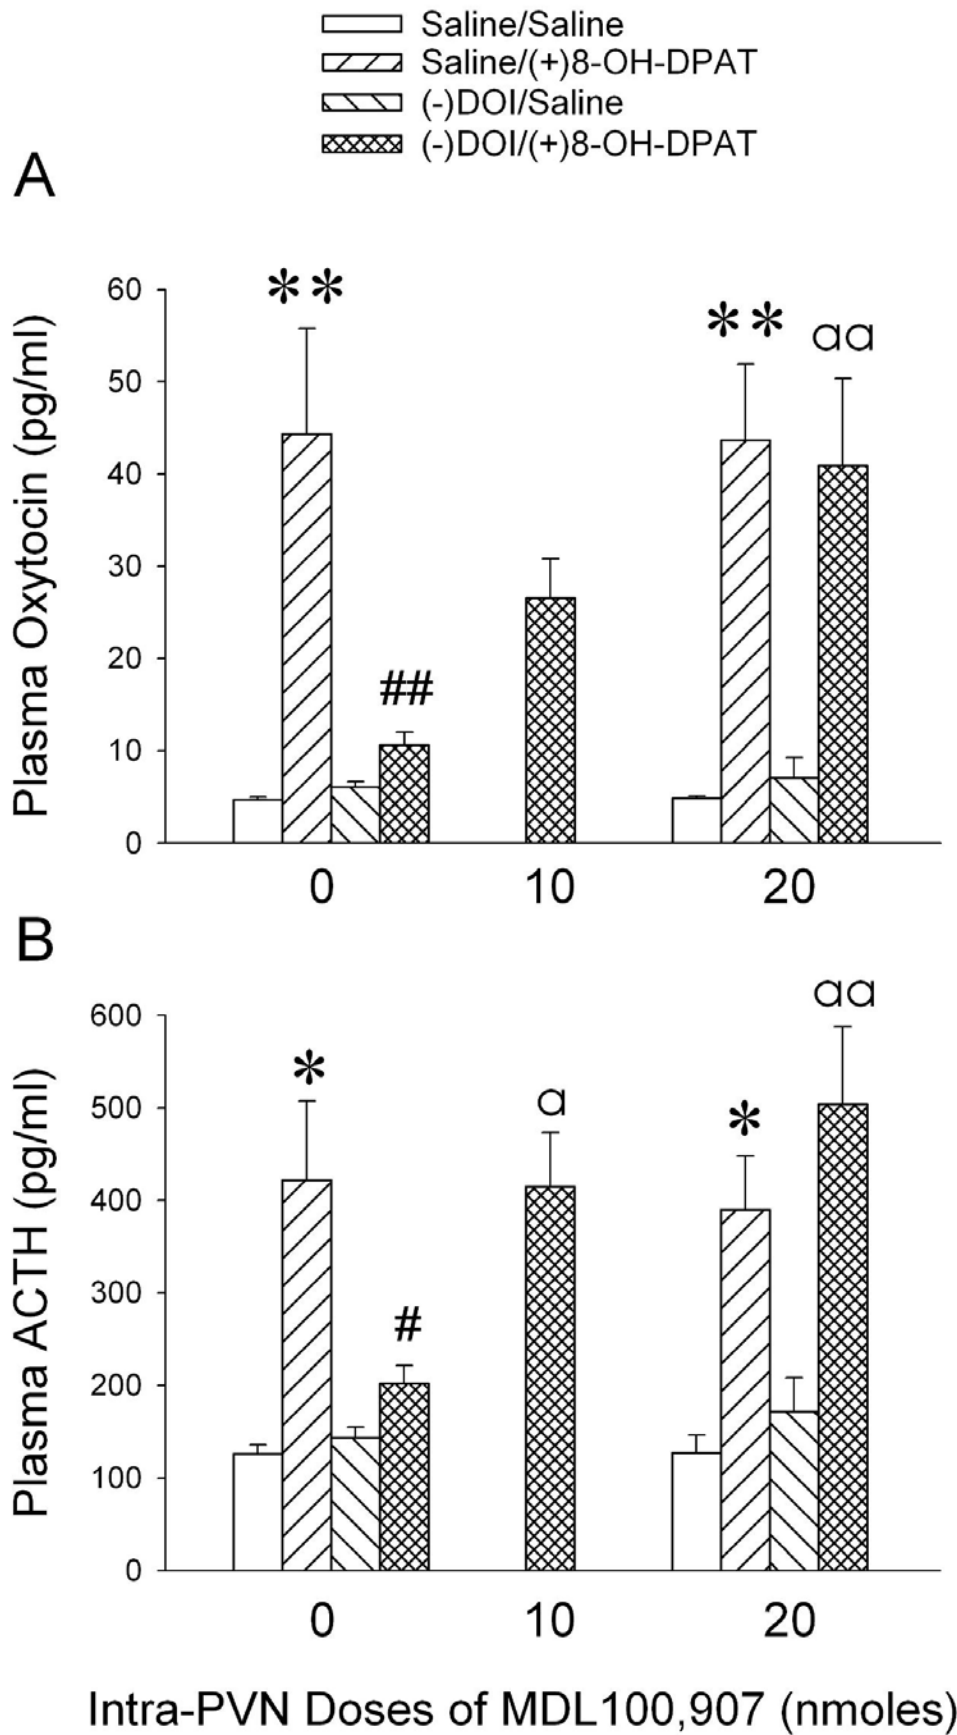 Saline/Saline
Saline/(+)8-OH-DPAT
(-)DOI/Saline
(-)DOI/(+)8-OH-DPAT
A
Plasma Oxytocin (pg/ml)
60
50
40
30
20
10
0
** ** aa
##
0 10 20
B
Plasma ACTH (pg/ml)
600
500
400
300
200
100
0
* a * aa
#
0 10 20
Intra-PVN Doses of MDL100,907 (nmoles)